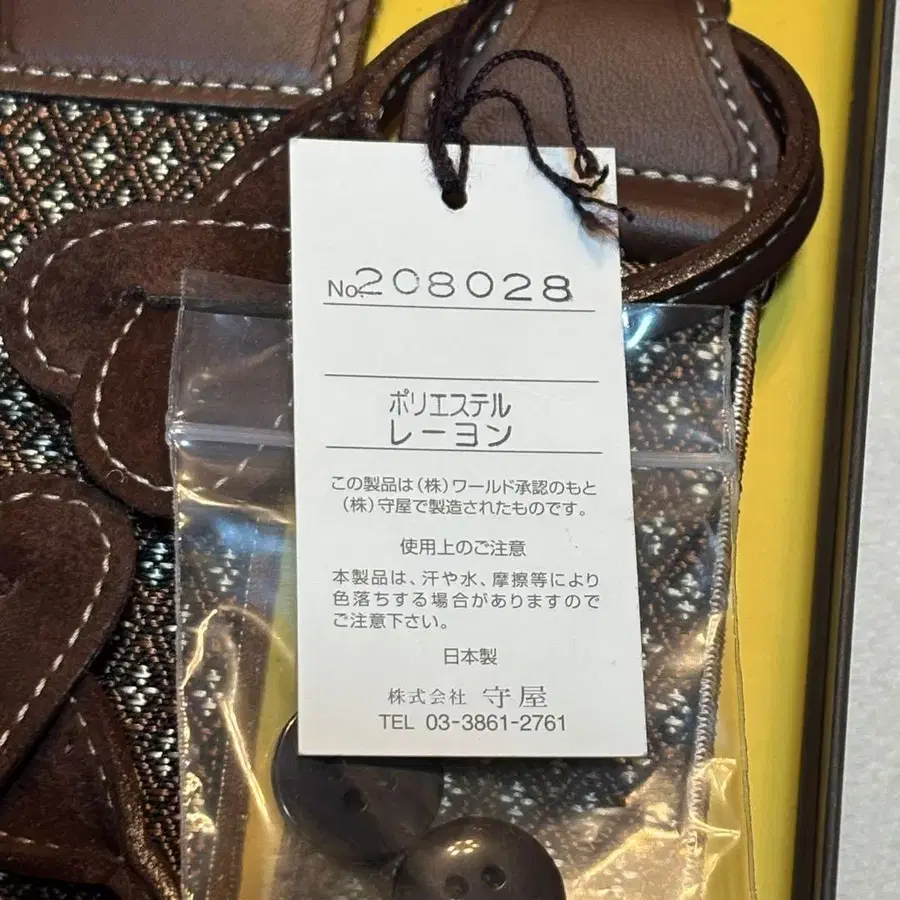 No.208028
ポリエステル
レーヨン
この製品は(株)ワールド承認のもと
(株)守屋で製造されたものです。
使用上のご注意
本製品は、汗や水、摩擦等により
色落ちする場合がありますので
ご注意下さい。
日本製
株式会社 守屋
TEL 03-3861-2761